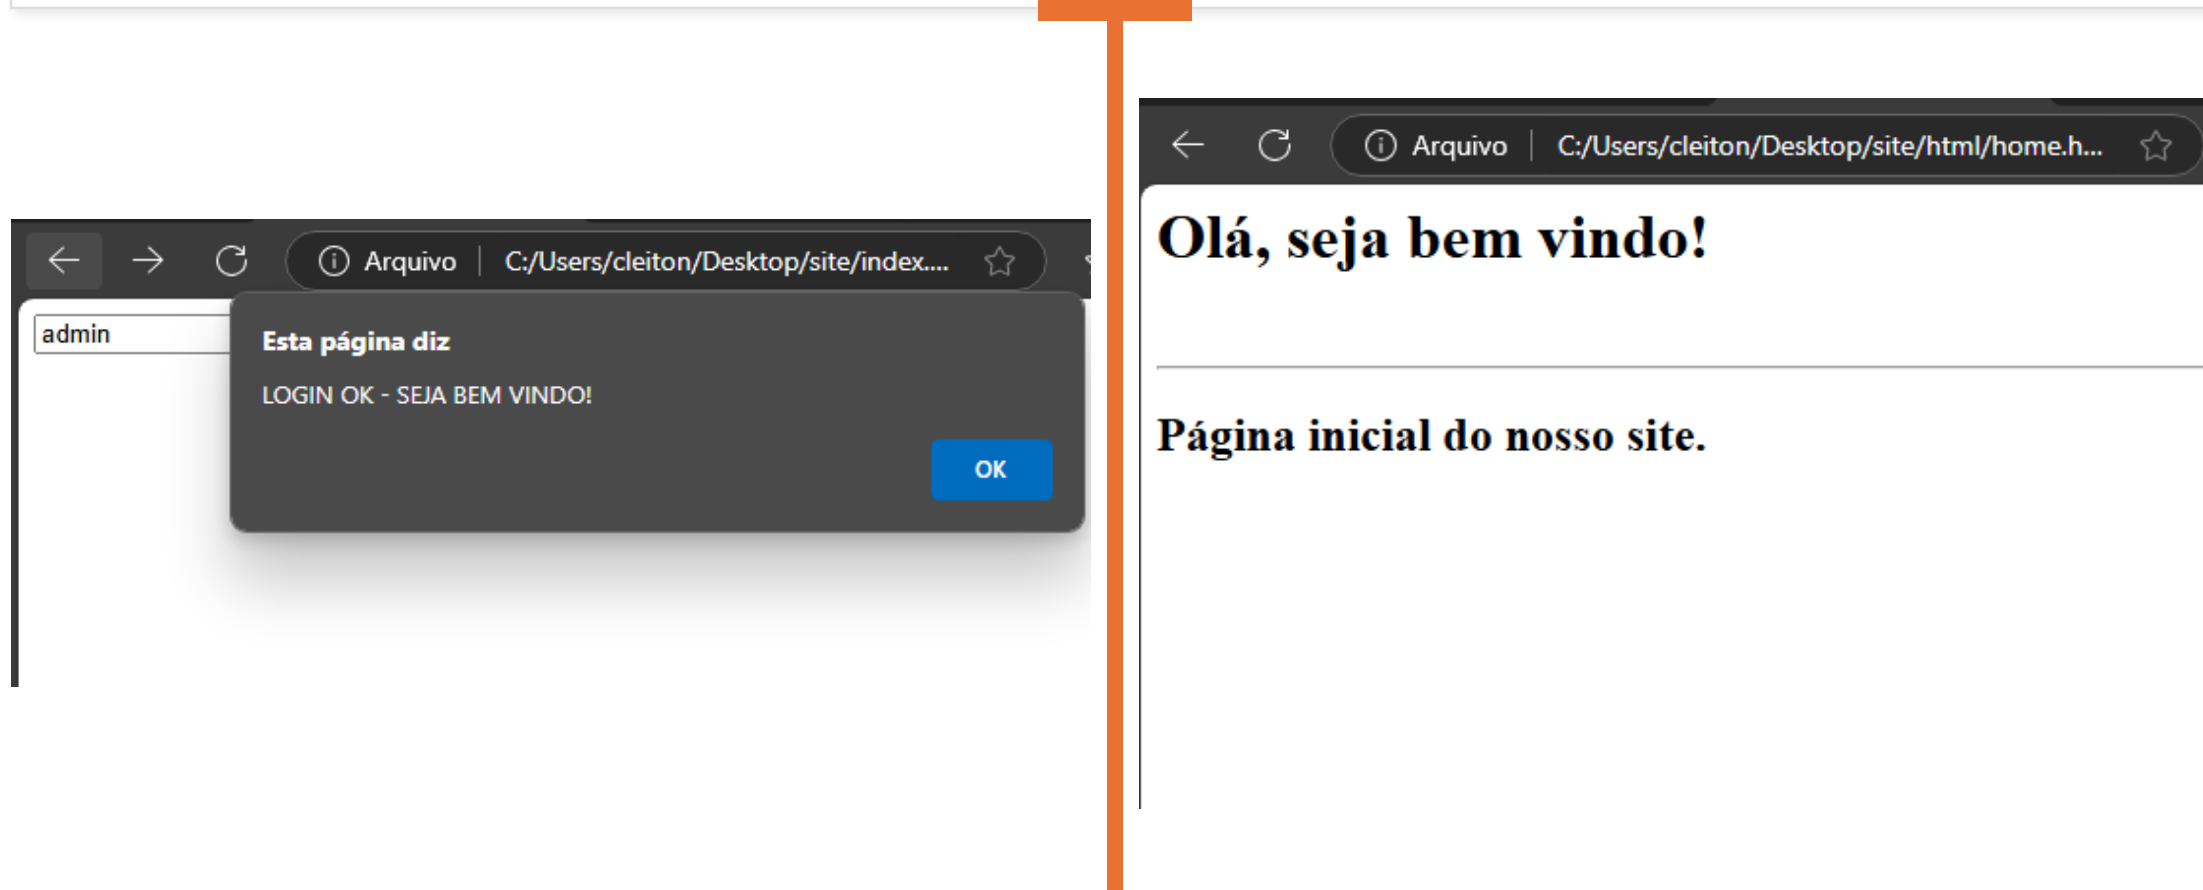 Arquivo C:/Users/cleiton/Desktop/site/index....
admin
Esta página diz
LOGIN OK - SEJA BEM VINDO!
OK
Arquivo C:/Users/cleiton/Desktop/site/html/home.h...
Olá, seja bem vindo!
Página inicial do nosso site.